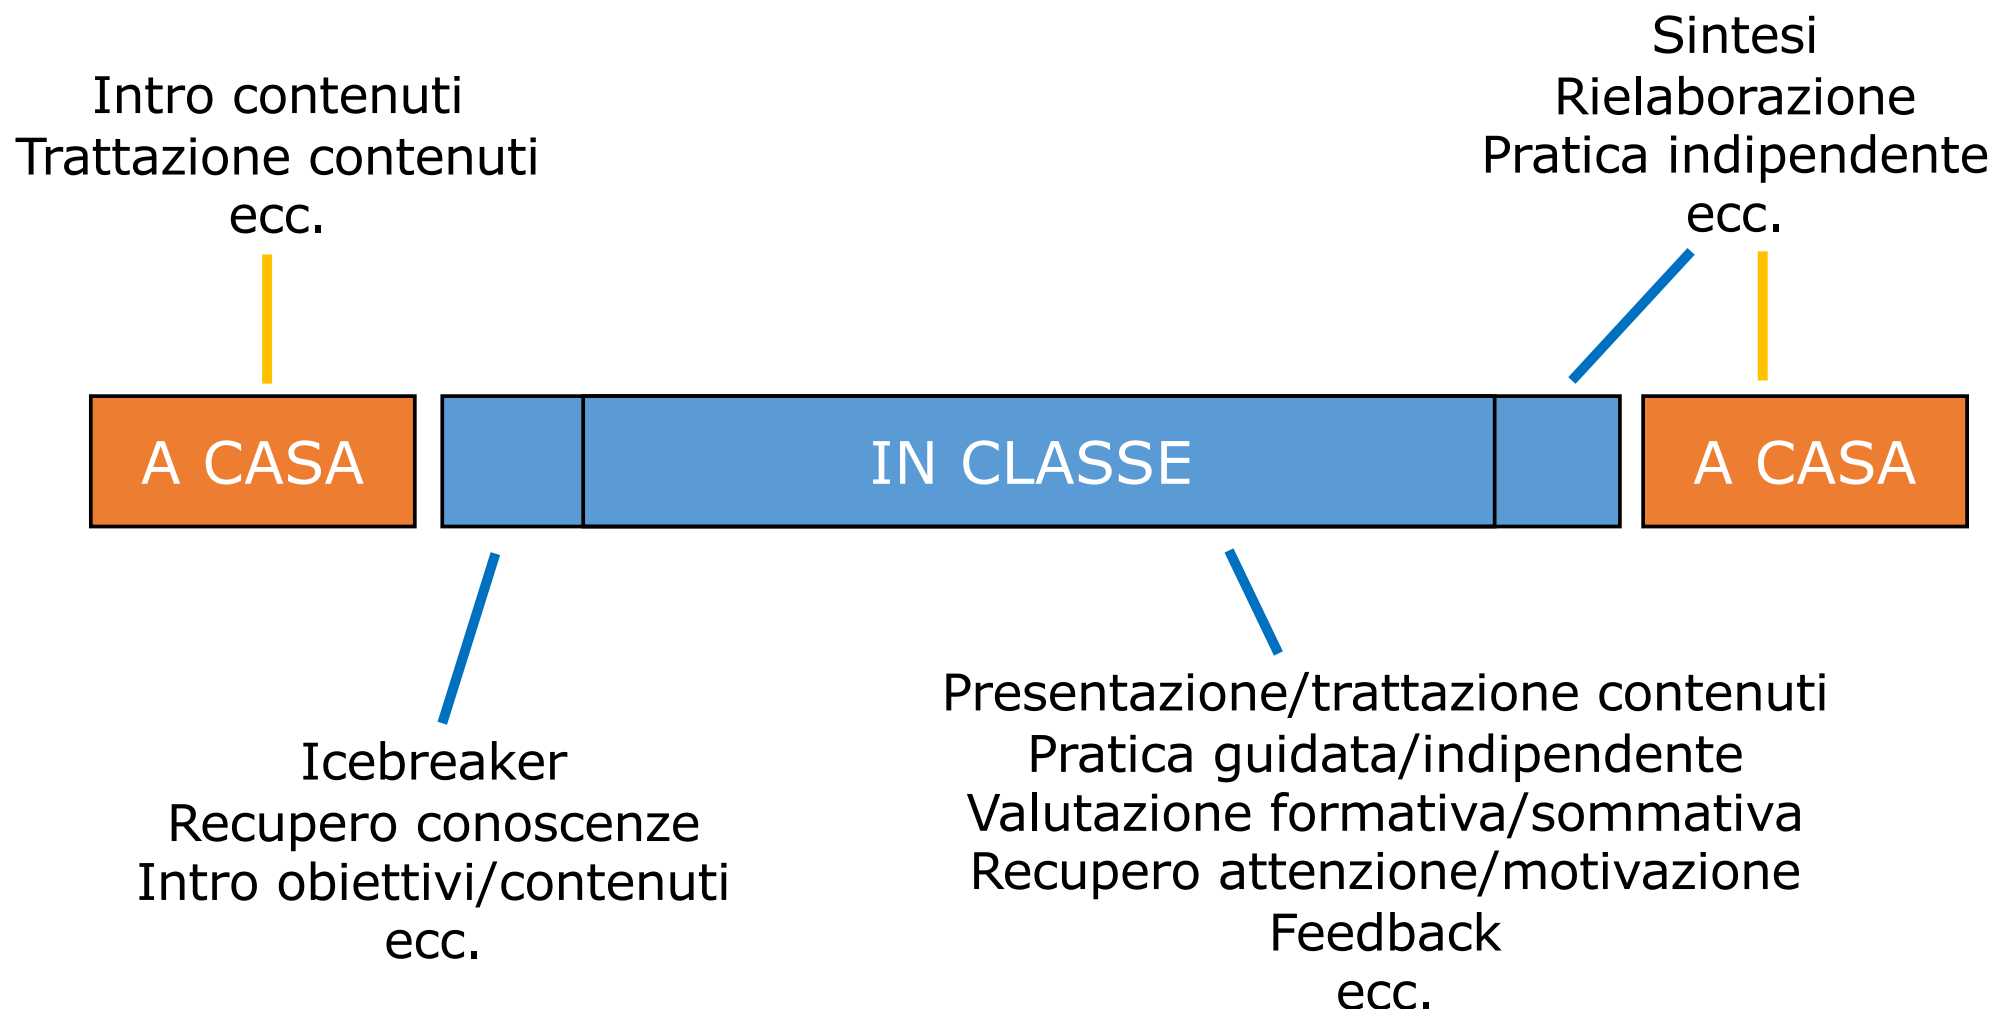 Intro contenuti
Trattazione contenuti
ecc.
Sintesi
Rielaborazione
Pratica indipendente
ecc.
A CASA
IN CLASSE
A CASA
Icebreaker
Recupero conoscenze
Intro obiettivi/contenuti
ecc.
Presentazione/trattazione contenuti
Pratica guidata/indipendente
Valutazione formativa/sommativa
Recupero attenzione/motivazione
Feedback
ecc.